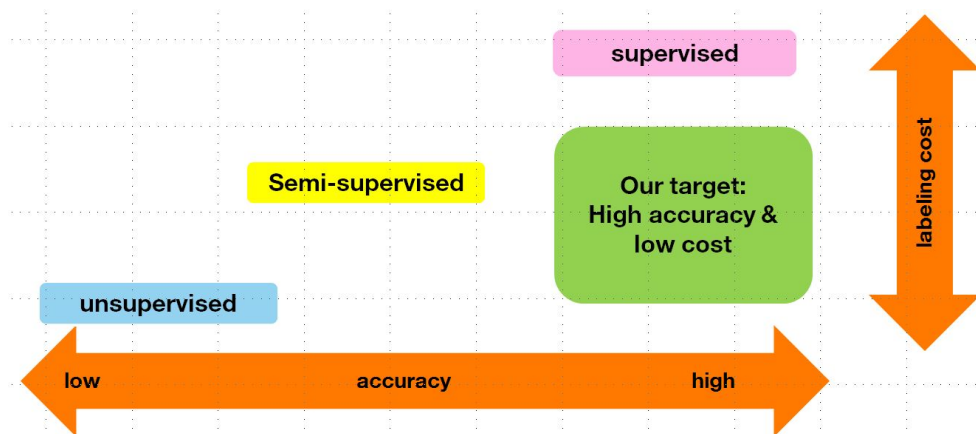 supervised
Semi-supervised
Our target:
High accuracy &
low cost
unsupervised
low accuracy high
labeling cost